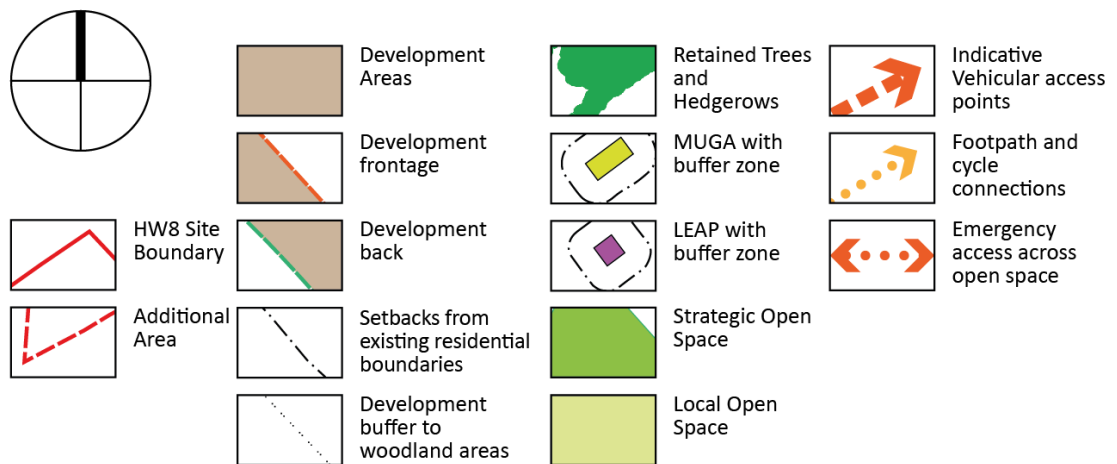 HW8 Site
Boundary
Additional
Area
Development
Areas
Development
frontage
Development
back
Setbacks from
existing residential
boundaries
Development
buffer to
woodland areas
Retained Trees
and
Hedgerows
MUGA with
buffer zone
LEAP with
buffer zone
Strategic Open
Space
Local Open
Space
Indicative
Vehicular access
points
Footpath and
cycle
connections
Emergency
access across
open space